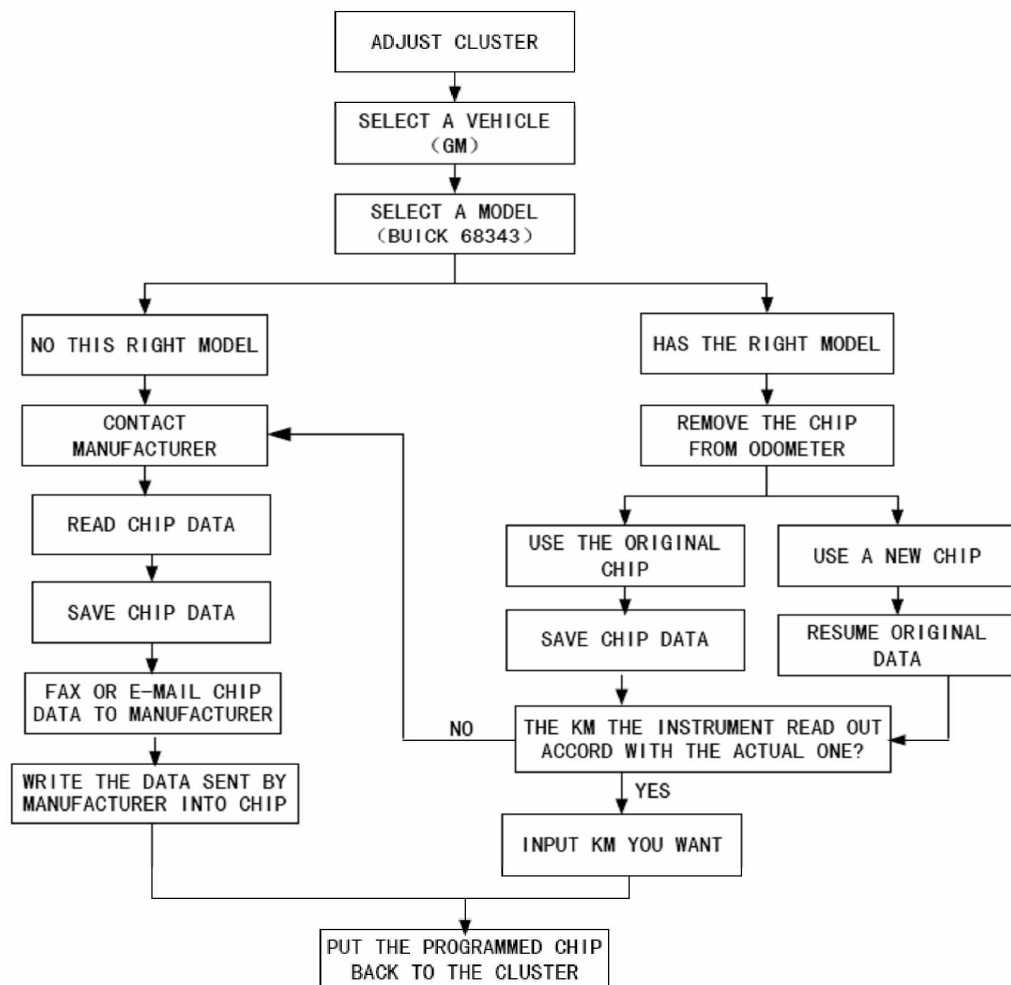 ADJUST CLUSTER
SELECT A VEHICLE
(GM)
SELECT A MODEL
(BUICK 68343)
NO THIS RIGHT MODEL
HAS THE RIGHT MODEL
CONTACT
MANUFACTURER
REMOVE THE CHIP
FROM ODOMETER
READ CHIP DATA
USE THE ORIGINAL
CHIP
USE A NEW CHIP
SAVE CHIP DATA
SAVE CHIP DATA
RESUME ORIGINAL
DATA
FAX OR E-MAIL CHIP
DATA TO MANUFACTURER
NO
THE KM THE INSTRUMENT READ OUT
ACCORD WITH THE ACTUAL ONE?
WRITE THE DATA SENT BY
MANUFACTURER INTO CHIP
YES
INPUT KM YOU WANT
PUT THE PROGRAMMED CHIP
BACK TO THE CLUSTER